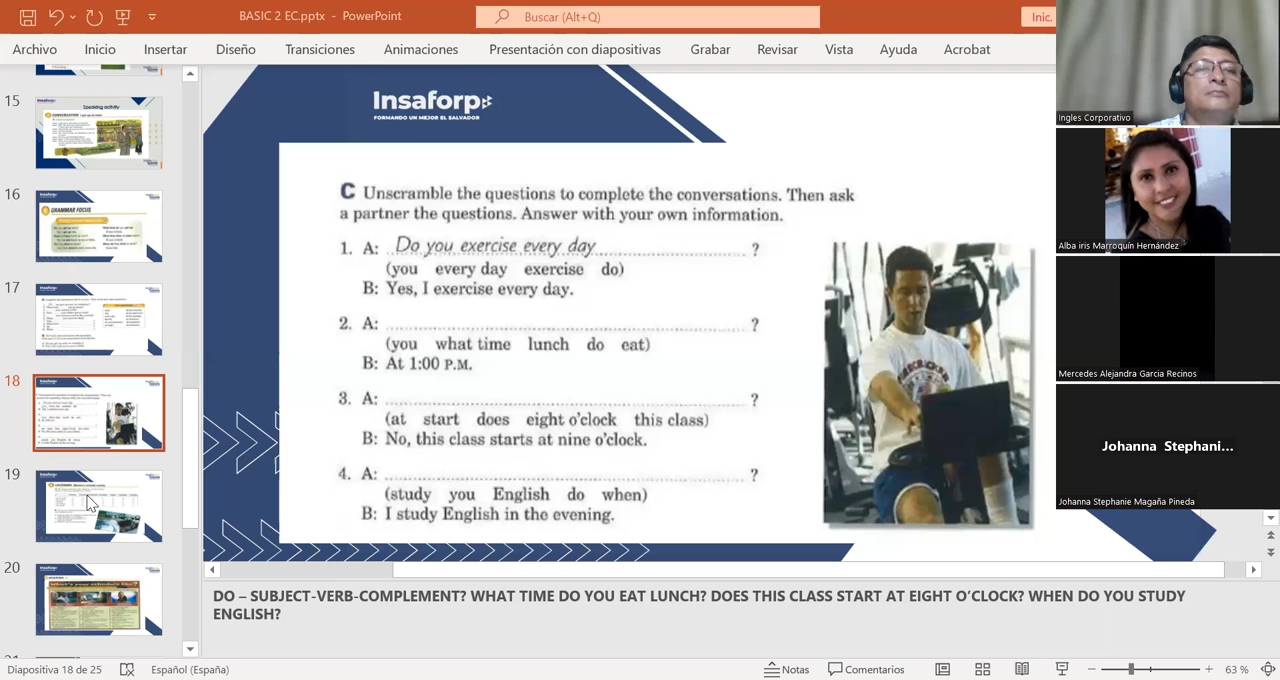 BASIC 2 EC.pptx - PowerPoint
Buscar (Alt+Q)
Inic.
Archivo Inicio Insertar Diseño Transiciones Animaciones Presentación con diapositivas Grabar Revisar Vista Ayuda Acrobat
15
Speaking activity
16
GRAMMAR FOCUS
17
18
19
20
Insaforp
FORMANDO UN MEJOR EL SALVADOR
C Unscramble the questions to complete the conversations. Then ask
a partner the questions. Answer with your own information.
1. A: Do you exercise every day ?
(you every day exercise do)
B: Yes, I exercise every day.
2. A: ?
(you what time lunch do eat)
B: At 1:00 P.M.
3. A: ?
(at start does eight o'clock this class)
B: No, this class starts at nine o'clock.
4. A: ?
(study you English do when)
B: I study English in the evening.
Ingles Corporativo
Alba iris Marroquín Hernández
Mercedes Alejandra Garcia Recinos
Johanna Stephani...
Johanna Stephanie Magaña Pineda
DO – SUBJECT-VERB-COMPLEMENT? WHAT TIME DO YOU EAT LUNCH? DOES THIS CLASS START AT EIGHT O'CLOCK? WHEN DO YOU STUDY
ENGLISH?
Diapositiva 18 de 25 Español (España) Notas Comentarios 63 %